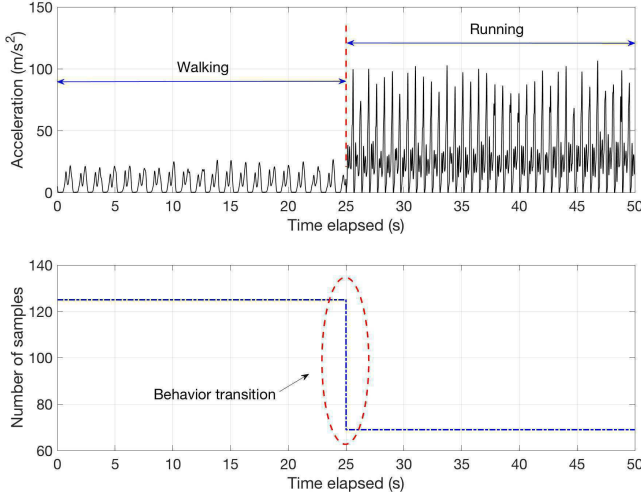 150
Running
Walking
100
50
0
Acceleration (m/s²)
0 5 10 15 20 25 30 35 40 45 50
Time elapsed (s)
140
120
100
80
60
Number of samples
Behavior transition
0 5 10 15 20 25 30 35 40 45 50
Time elapsed (s)